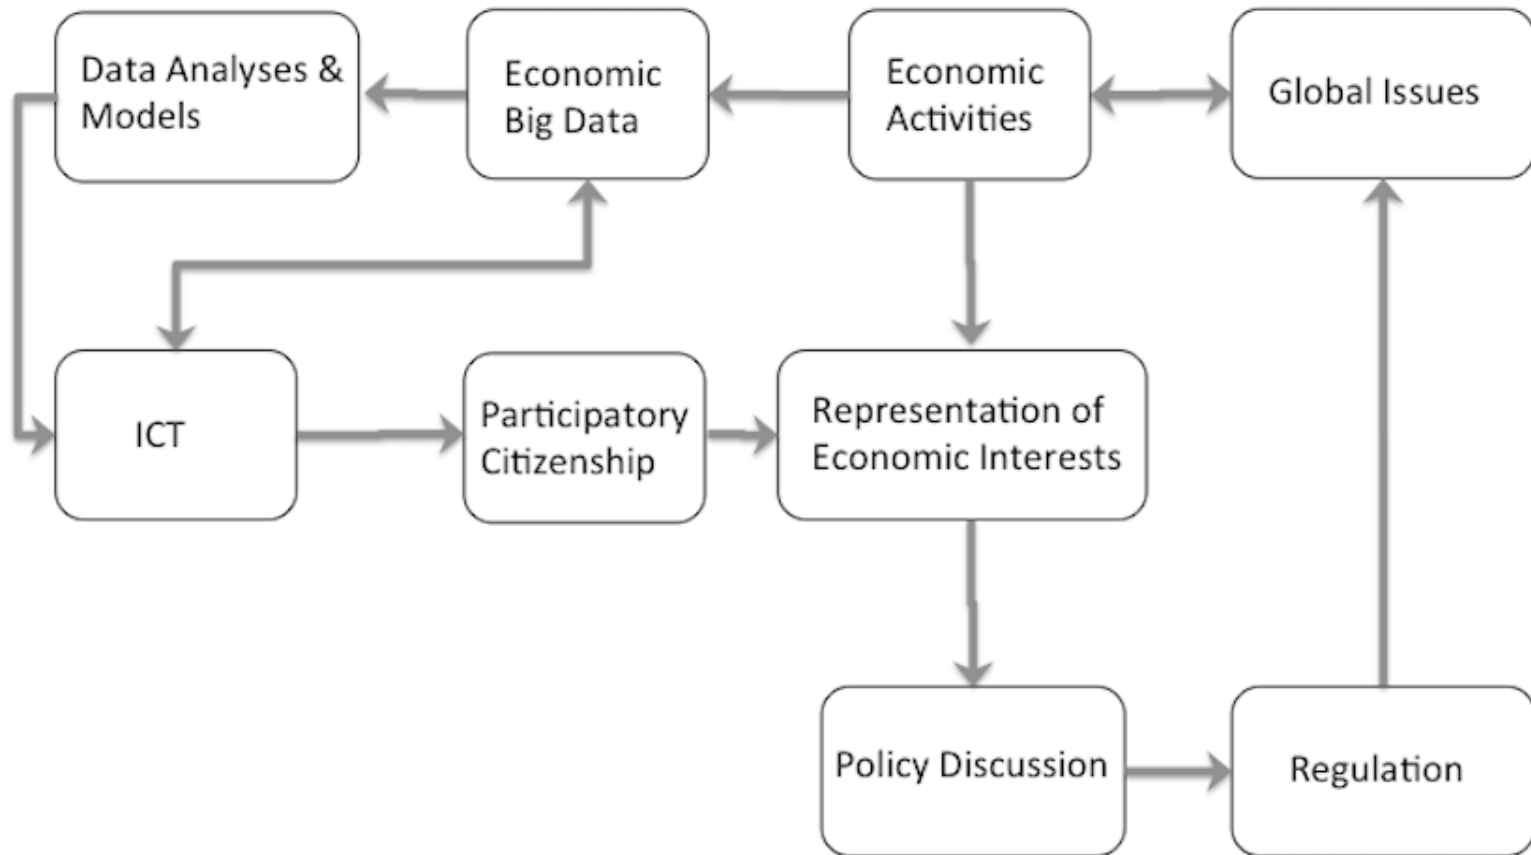 Data Analyses &
Models
Economic
Big Data
Economic
Activities
Global Issues
ICT
Participatory
Citizenship
Representation of
Economic Interests
Policy Discussion
Regulation